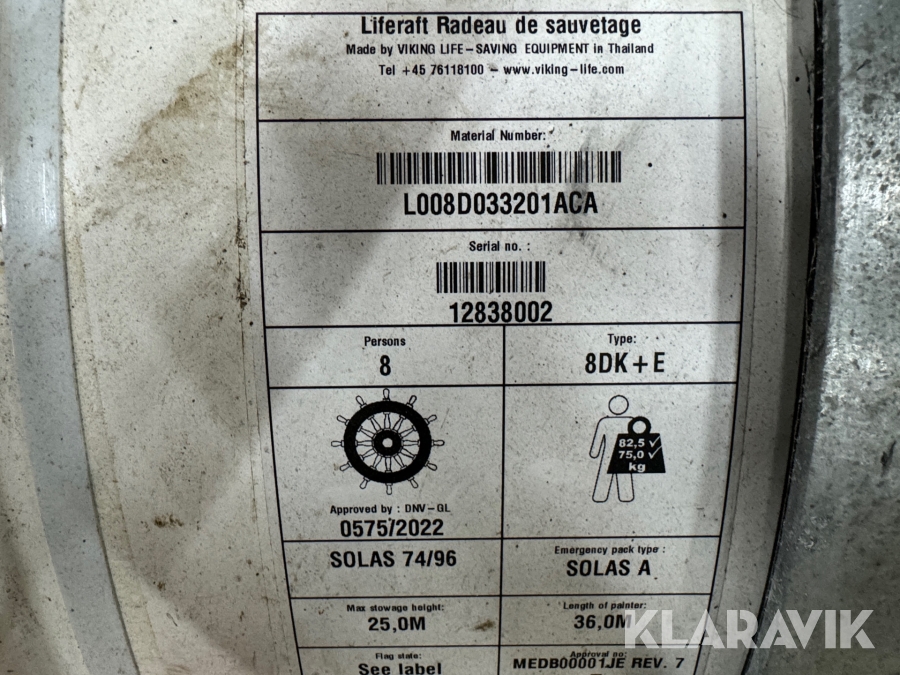 Liferaft Radeau de sauvetage
Made by VIKING LIFE-SAVING EQUIPMENT in Thailand
Tel +45 76118100 - www.viking-life.com
Material Number:
L008D033201ACA
Serial no. :
12838002
Persons
8
Type:
8DK+E
82,5 ✓
75,0 ✓
kg
Approved by : DNV-GL
0575/2022
SOLAS 74/96
Emergency pack type :
SOLAS A
Max stowage height:
25,0M
Length of painter:
36,0M
Flag state:
See label
Approval no:
MEDB00001JE REV. 7
KLARAVIK